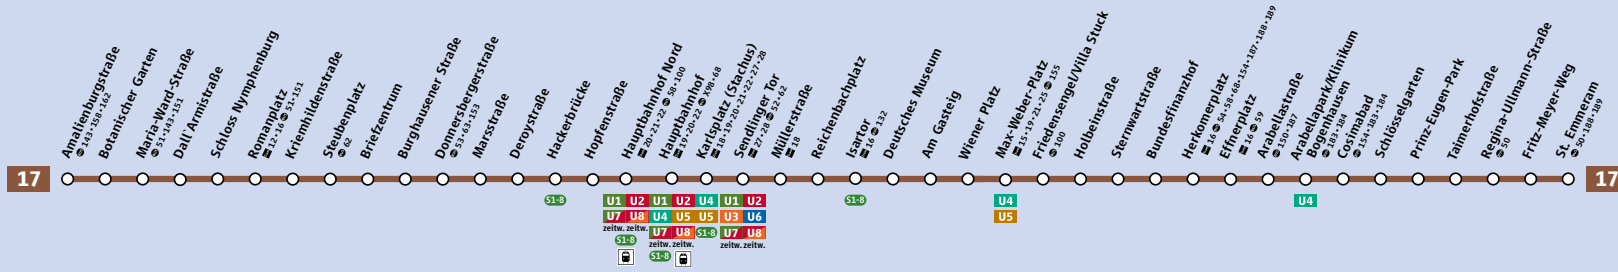 17
Amalienburgstraße
143•158•162
Botanischer Garten
Maria-Ward-Straße
51•143•151
Dall'Armistraße
Schloss Nymphenburg
Romanplatz
12•16 51•151
Kriemhildenstraße
Steubenplatz
62
Briefzentrum
Burghausener Straße
Donnersbergerstraße
53•63•153
Marsstraße
Deroystraße
Hackerbrücke
Hopfenstraße
Hauptbahnhof Nord
20•21•22 58•100
Hauptbahnhof
19•20•22 X98•68
Karlsplatz (Stachus)
18•19•20•21•22•27•28
Sendlinger Tor
27•28 52•62
Müllerstraße
18
Reichenbachplatz
Isartor
16 132
Deutsches Museum
Am Gasteig
Wiener Platz
Max-Weber-Platz
15•19•21•25 155
Friedensengel/Villa Stuck
100
Holbeinstraße
Sternwartstraße
Bundesfinanzhof
Herkomerplatz
16 54•58•68•154•187•188•189
Effnerplatz
16 59
Arabellastraße
150•187
Arabellapark/Klinikum
Bogenhausen
183•184
Cosimabad
154•183•184
Schlösselgarten
Prinz-Eugen-Park
Taimerhofstraße
Regina-Ullmann-Straße
50
Fritz-Meyer-Weg
St. Emmeram
50•188•189
17
S1-8
U1 U2
U7 U8
zeitw. zeitw.
S1-8
U1 U2
U4 U5
U7 U8
zeitw. zeitw.
S1-8
U4
U5
S1-8
U1 U2
U3 U6
U7 U8
zeitw. zeitw.
S1-8
U4
U5
U4